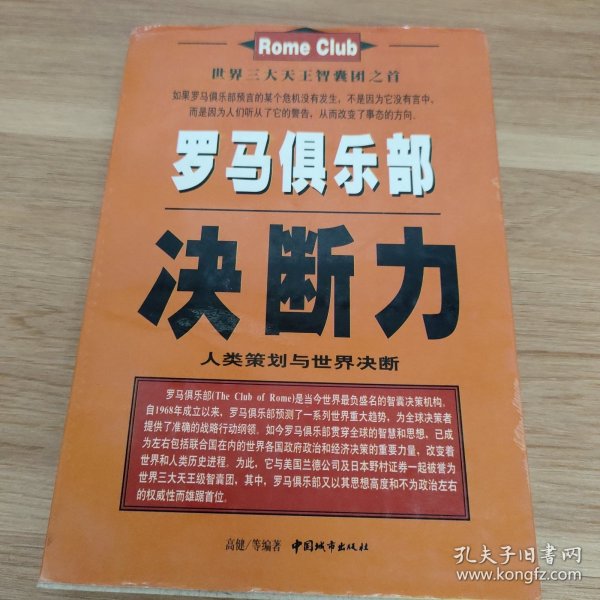 Rome Club
世界三大天王智囊团之首
如果罗马俱乐部预言的某个危机没有发生，不是因为它没有言中，
而是因为人们听从了它的警告，从而改变了事态的方向。
罗马俱乐部
决断力
人类策划与世界决断
罗马俱乐部(The Club of Rome)是当今世界最负盛名的智囊决策机构。
自1968年成立以来，罗马俱乐部预测了一系列世界重大趋势，为全球决策者
提供了准确的战略行动纲领。如今罗马俱乐部贯穿全球的智慧和思想，已成
为左右包括联合国在内的世界各国政府政治和经济决策的重要力量，改变着
世界和人类历史进程。为此，它与美国兰德公司及日本野村证券一起被誉为
世界三大天王级智囊团。其中，罗马俱乐部又以其思想高度和不为政治左右
的权威性而雄踞首位。
高健/等编著 中国城市出版社
孔夫子旧书网
www.kongfz.com